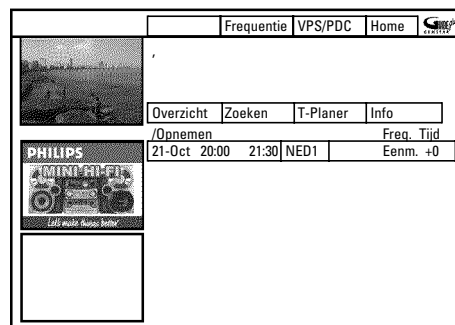 Frequentie VPS/PDC Home GUIDE GEMSTAR
,
Overzicht Zoeken T-Planer Info
/Opnemen Freq. Tijd
21-Oct 20:00 21:30 NED1 Eenm. +0
PHILIPS
MINI-HI-FI
Let's make things better.